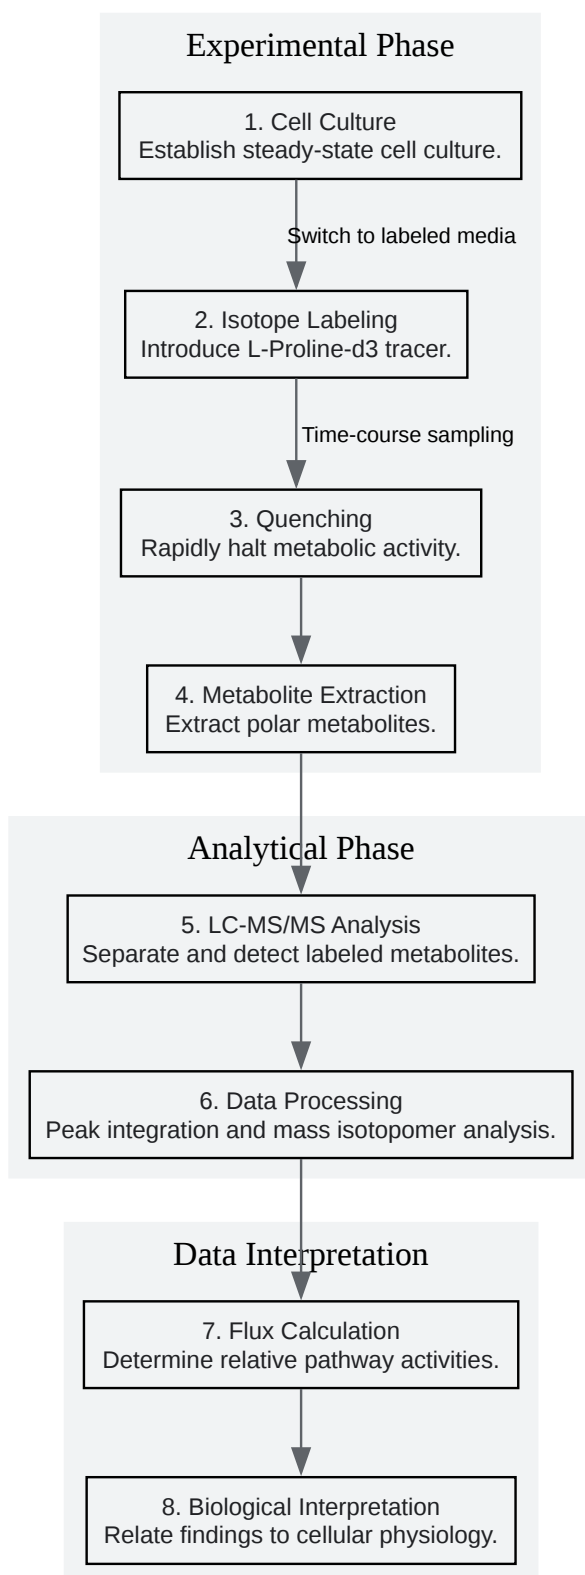 Experimental Phase
1. Cell Culture
Establish steady-state cell culture.
Switch to labeled media
2. Isotope Labeling
Introduce L-Proline-d3 tracer.
Time-course sampling
3. Quenching
Rapidly halt metabolic activity.
4. Metabolite Extraction
Extract polar metabolites.
Analytical Phase
5. LC-MS/MS Analysis
Separate and detect labeled metabolites.
6. Data Processing
Peak integration and mass isotopomer analysis.
Data Interpretation
7. Flux Calculation
Determine relative pathway activities.
8. Biological Interpretation
Relate findings to cellular physiology.